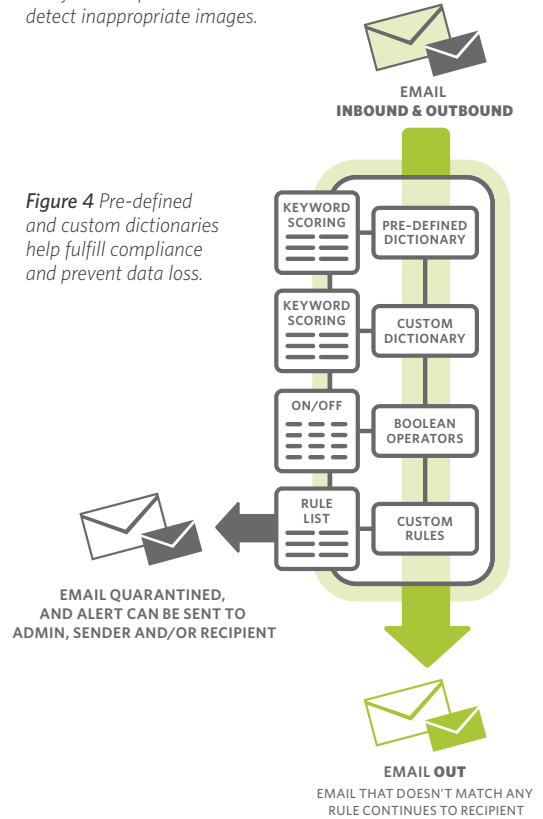 detect inappropriate images.
EMAIL
INBOUND & OUTBOUND
Figure 4 Pre-defined
and custom dictionaries
help fulfill compliance
and prevent data loss.
KEYWORD
SCORING
PRE-DEFINED
DICTIONARY
KEYWORD
SCORING
CUSTOM
DICTIONARY
ON/OFF
BOOLEAN
OPERATORS
RULE
LIST
CUSTOM
RULES
EMAIL QUARANTINED,
AND ALERT CAN BE SENT TO
ADMIN, SENDER AND/OR RECIPIENT
EMAIL OUT
EMAIL THAT DOESN'T MATCH ANY
RULE CONTINUES TO RECIPIENT